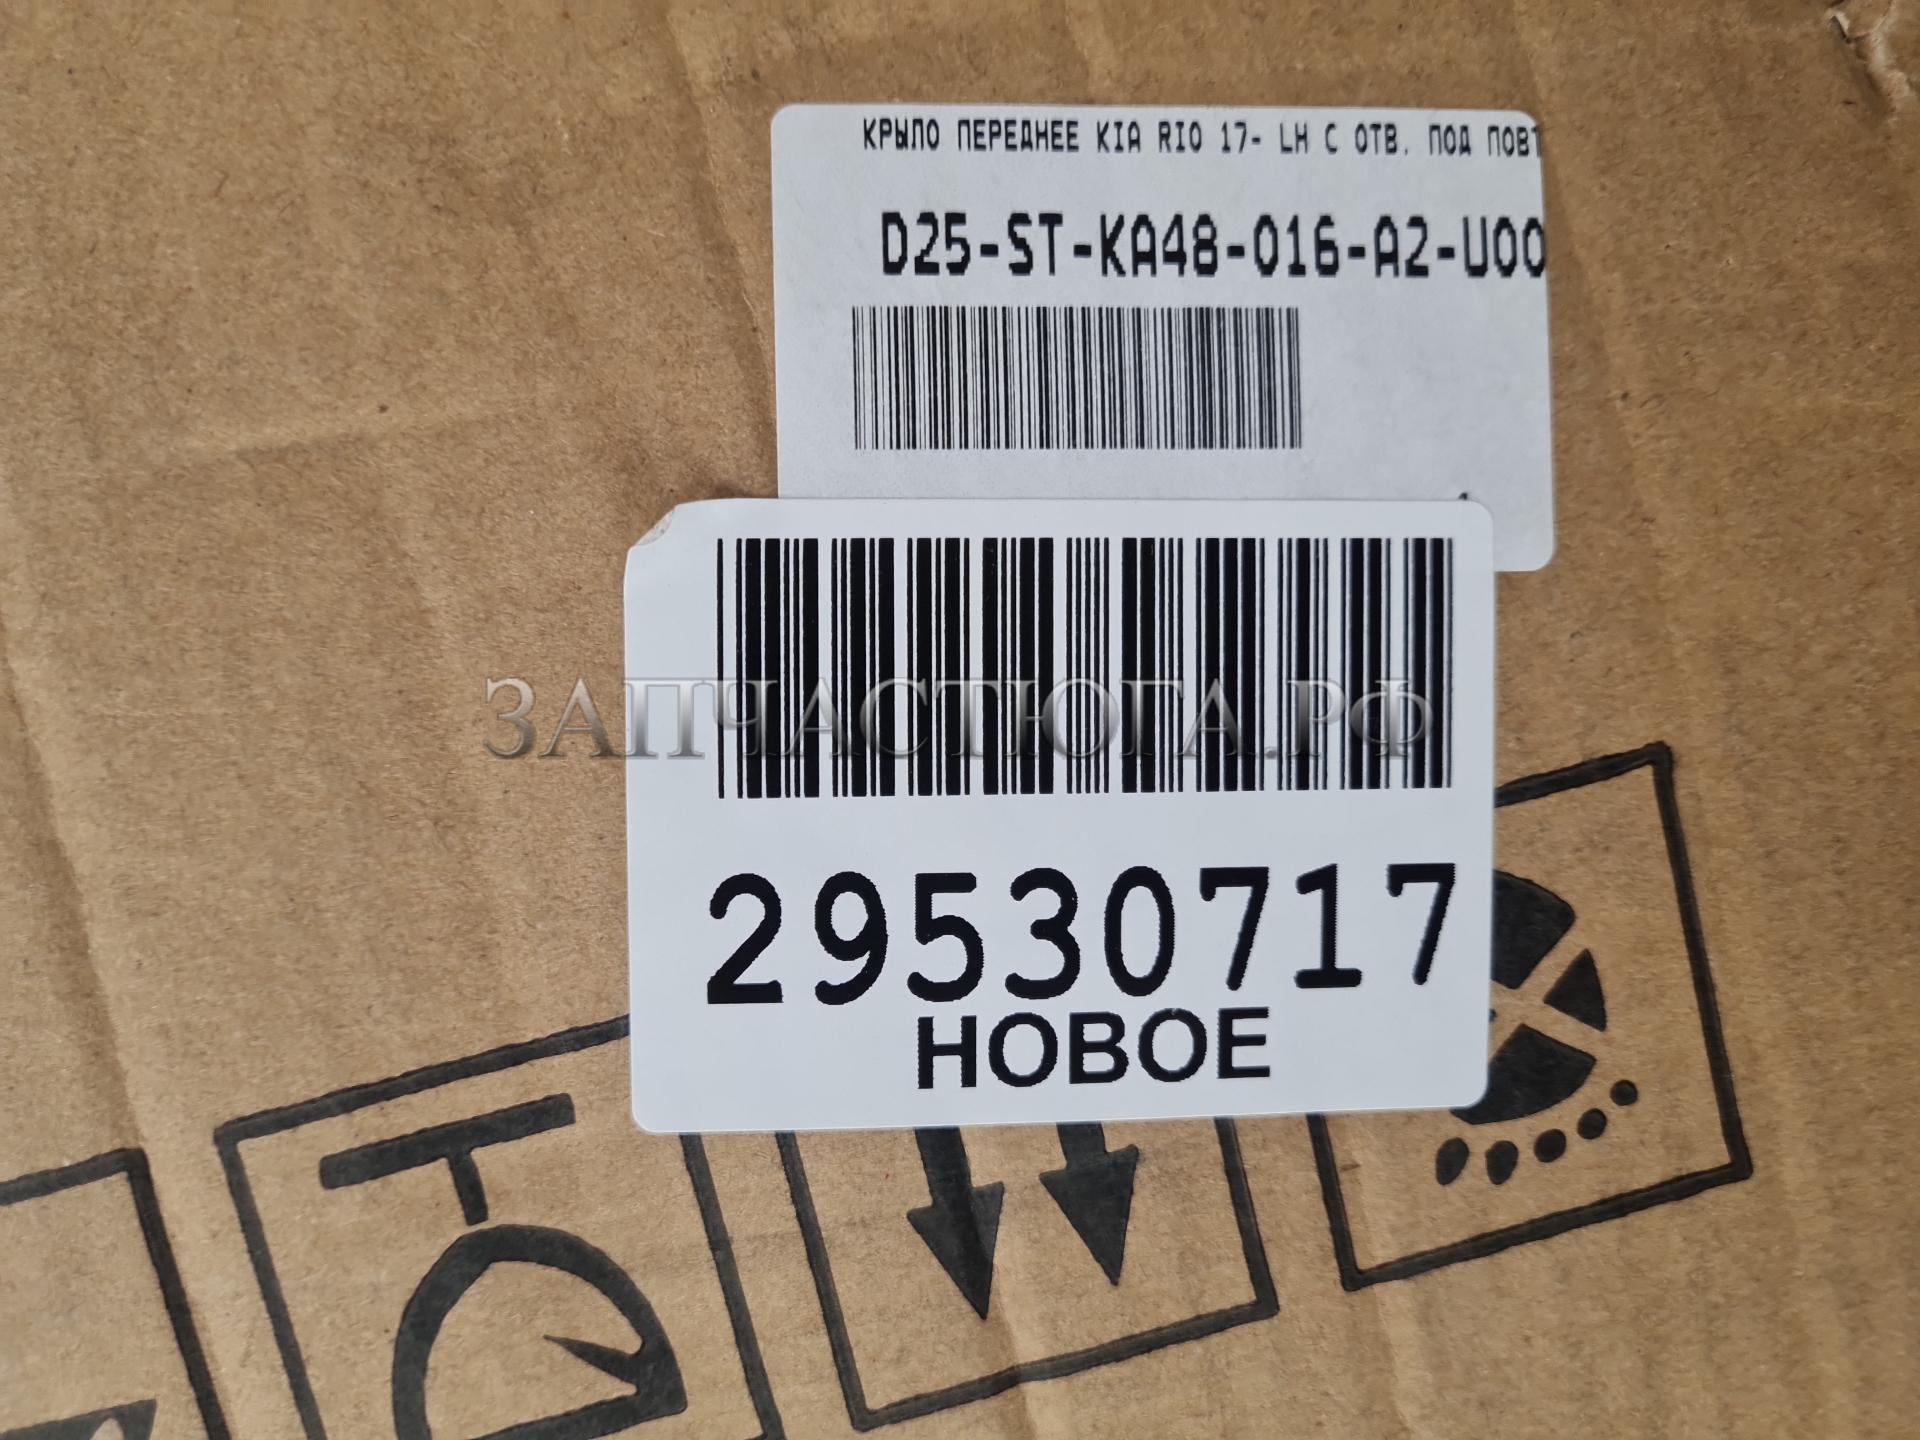 КРЫЛО ПЕРЕДНЕЕ KIA RIO 17- LH С ОТВ. ПОД ПОВТ
D25-ST-KA48-016-A2-U00
ЗАПЧАСТЮГА.РФ
29530717
НОВОЕ